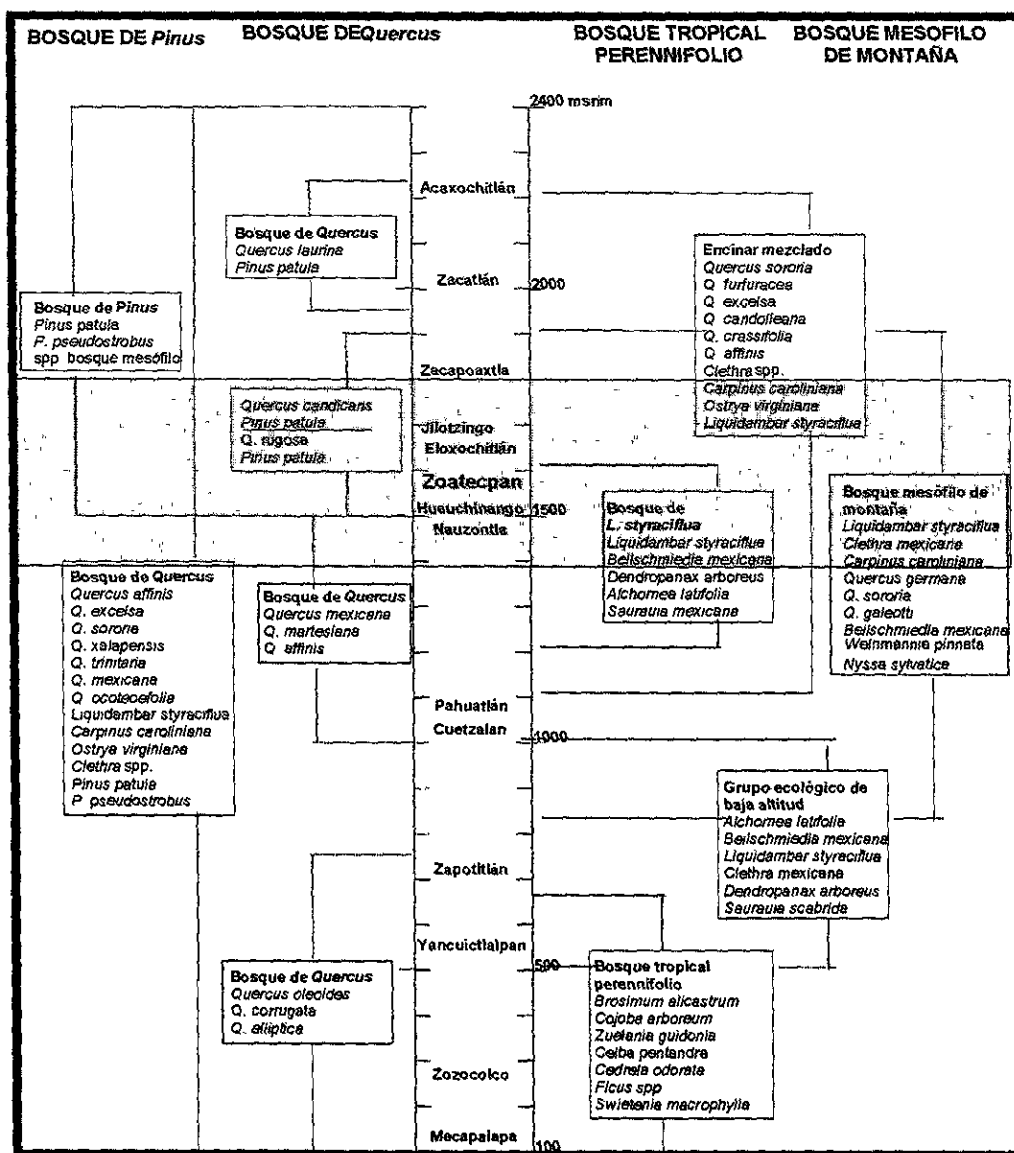 BOSQUE DE Pinus
BOSQUE DEQuercus
BOSQUE TROPICAL
PERENNIFOLIO
BOSQUE MESOFILO
DE MONTAÑA
2400 msnm
Acaxochitlán
Zacatlán
2000
Zacapoaxtla
Jilotzingo
Eloxochitlán
Zoatecpan
Hueuchinango
1500
Nauzontla
Pahuatlán
Cuetzalan
1000
Zapotitlán
Yancuictlalpan
500
Zozocolco
Mecapalapa
100
Bosque de Pinus
Pinus patula
P. pseudostrobus
spp bosque mesófilo
Bosque de Quercus
Quercus affinis
Q. excelsa
Q. sororia
Q. xalapensis
Q. trinitaria
Q. mexicana
Q ocoteoefolia
Liquidambar styraciflua
Carpinus caroliniana
Ostrya virginiana
Clethra spp.
Pinus patula
P pseudostrobus
Bosque de Quercus
Quercus laurina
Pinus patula
Quercus candicans
Pinus patula
Q. rugosa
Pinus patula
Bosque de Quercus
Quercus mexicana
Q. martesiana
Q affinis
Bosque de Quercus
Quercus oleoides
Q. corrugata
Q. elliptica
Encinar mezclado
Quercus sororia
Q furfuracea
Q excelsa
Q candolleana
Q. crassifolia
Q affinis
Clethra spp.
Carpinus caroliniana
Ostrya virginiana
Liquidambar styraciflua
Bosque de
L. styraciflua
Liquidambar styraciflua
Beilschmiedia mexicana
Dendropanax arboreus
Alchornea latifolia
Saurauia mexicana
Bosque mesófilo de
montaña
Liquidambar styraciflua
Clethra mexicana
Carpinus caroliniana
Quercus germana
Q. sororia
Q. galeotti
Beilschmiedia mexicana
Weinmannia pinnata
Nyssa sylvatica
Grupo ecológico de
baja altitud
Alchornea latifolia
Beilschmiedia mexicana
Liquidambar styraciflua
Clethra mexicana
Dendropanax arboreus
Saurauia scabrida
Bosque tropical
perennifolio
Brosimum alicastrum
Cojoba arboreum
Zuelania guidonia
Ceiba pentandra
Cedrela odorata
Ficus spp
Swietenia macrophylla